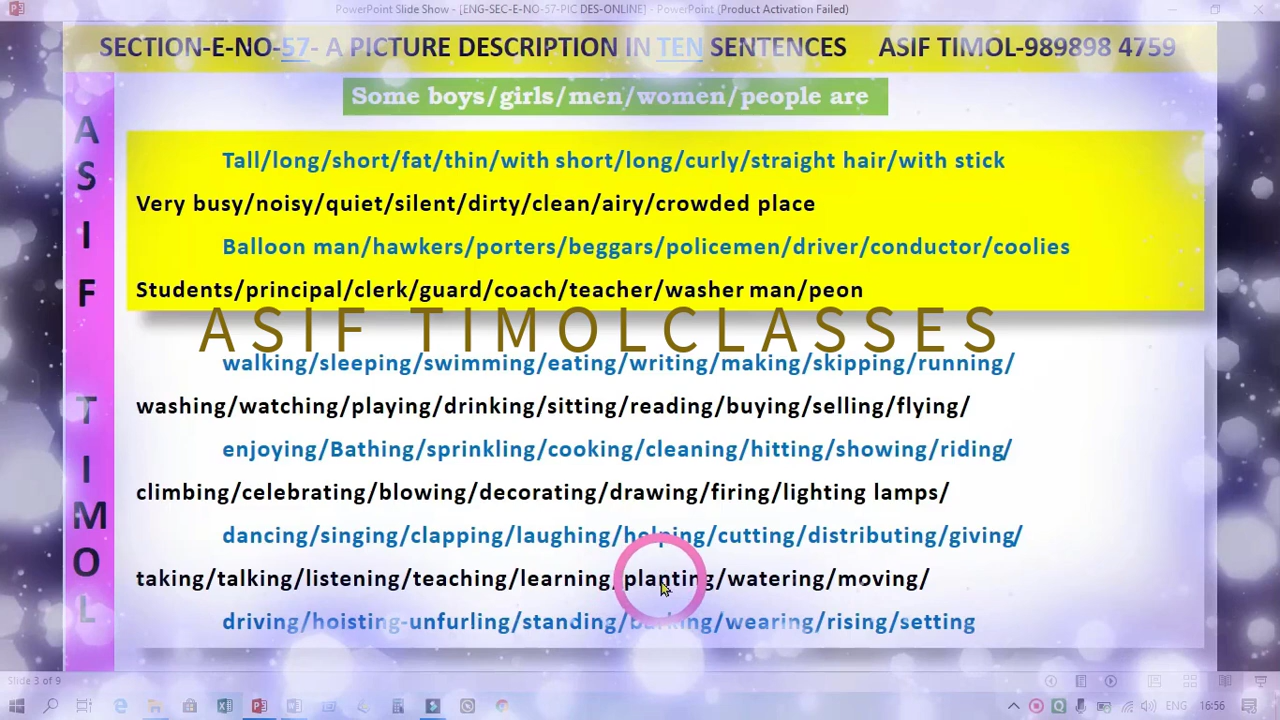 PowerPoint Slide Show - [ENG-SEC-E-NO-57-PIC DES-ONLINE] - PowerPoint (Product Activation Failed)
SECTION-E-NO-57- A PICTURE DESCRIPTION IN TEN SENTENCES ASIF TIMOL-989898 4759
Some boys/girls/men/women/people are
ASIF TIMOL
Tall/long/short/fat/thin/with short/long/curly/straight hair/with stick
Very busy/noisy/quiet/silent/dirty/clean/airy/crowded place
Balloon man/hawkers/porters/beggars/policemen/driver/conductor/coolies
Students/principal/clerk/guard/coach/teacher/washer man/peon
ASIF TIMOLCLASSES
walking/sleeping/swimming/eating/writing/making/skipping/running/
washing/watching/playing/drinking/sitting/reading/buying/selling/flying/
enjoying/Bathing/sprinkling/cooking/cleaning/hitting/showing/riding/
climbing/celebrating/blowing/decorating/drawing/firing/lighting lamps/
dancing/singing/clapping/laughing/helping/cutting/distributing/giving/
taking/talking/listening/teaching/learning/planting/watering/moving/
driving/hoisting-unfurling/standing/barking/wearing/rising/setting
Slide 3 of 9
ENG 16:56